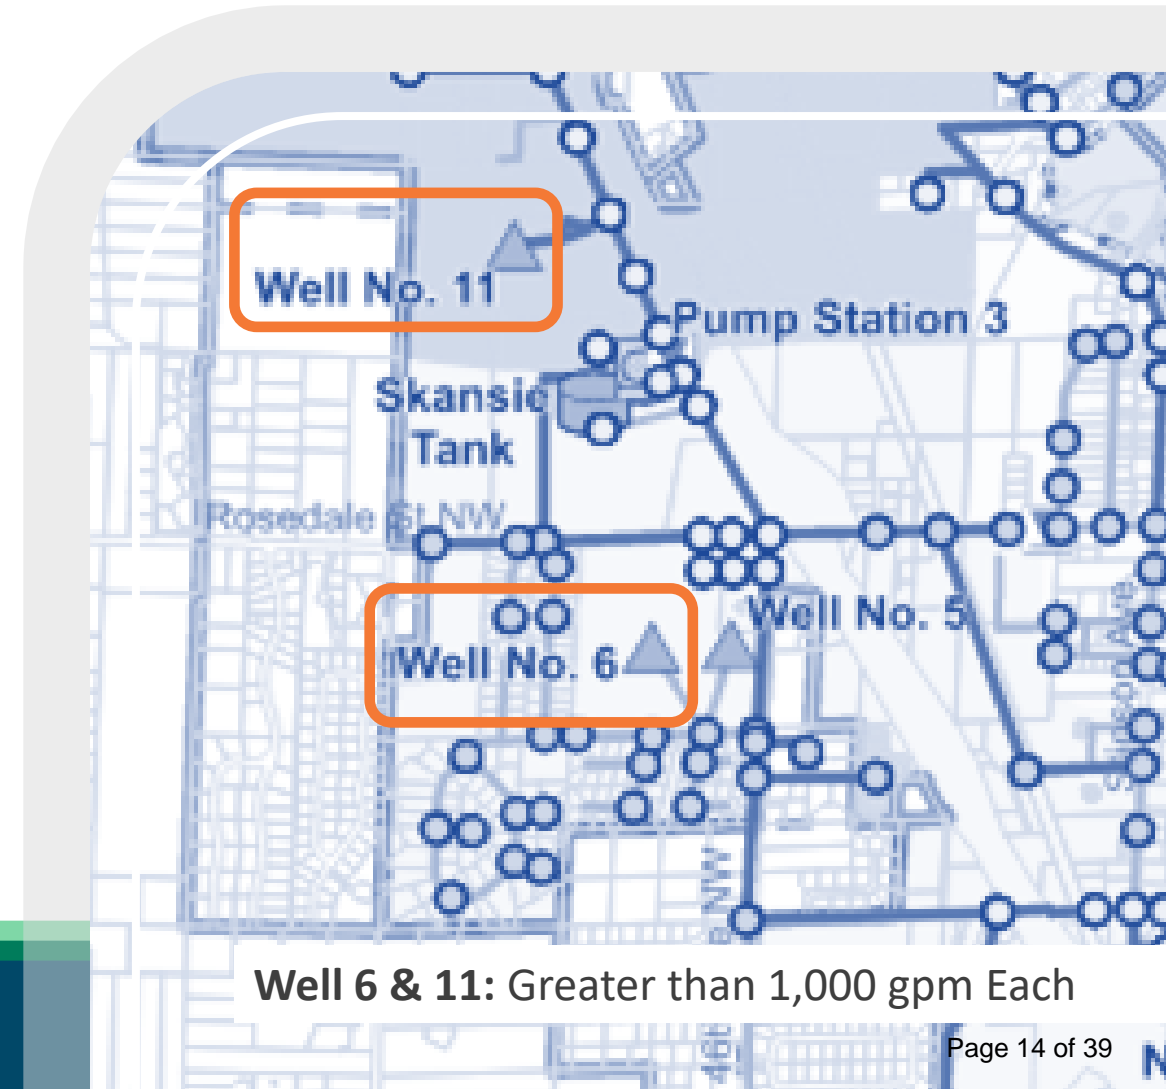 Well No. 11
Pump Station 3
Skansie
Tank
Rosedale St NW
Well No. 5
Well No. 6
Well 6 & 11: Greater than 1,000 gpm Each
Page 14 of 39